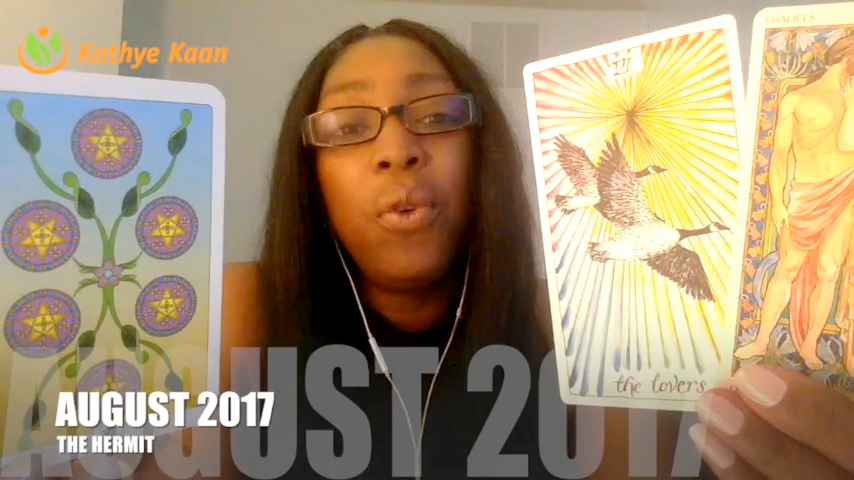 Kathye Kaan
CHALICES
the lovers
AUGUST 2017
AUGUST 2017
THE HERMIT